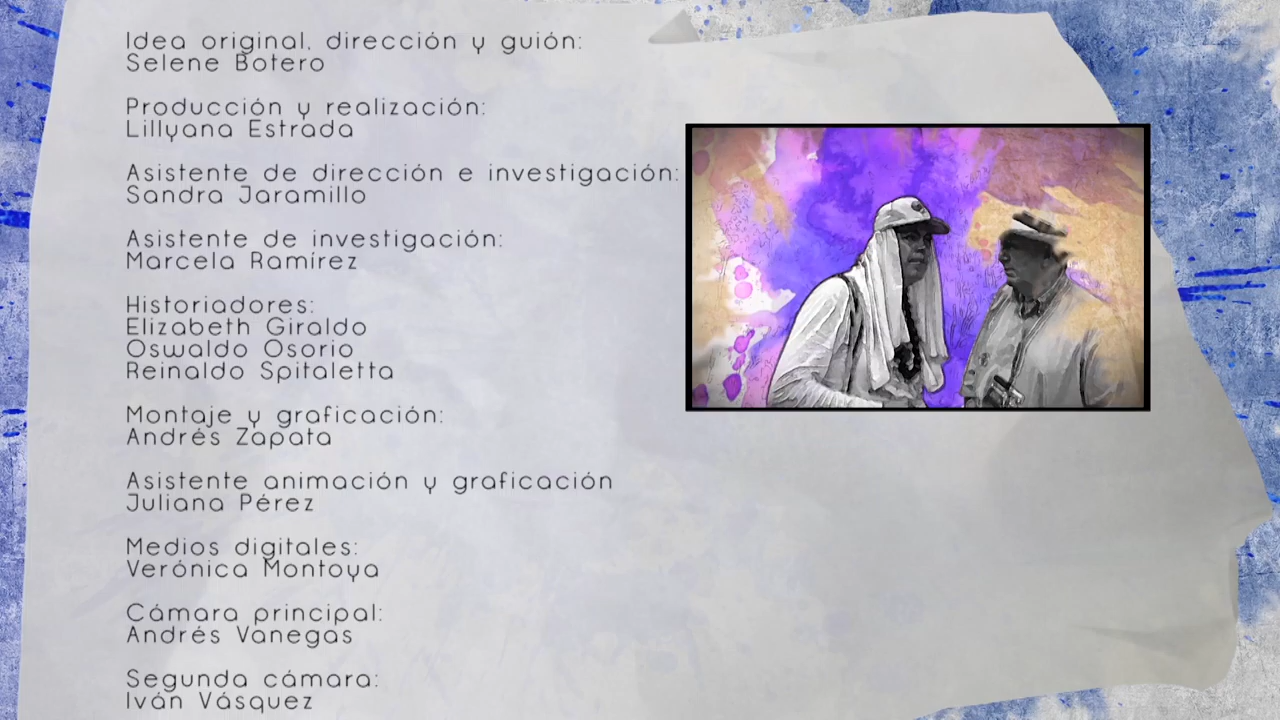 Idea original, dirección y guión:
Selene Botero
Producción y realización:
Lillyana Estrada
Asistente de dirección e investigación:
Sandra Jaramillo
Asistente de investigación:
Marcela Ramírez
Historiadores:
Elizabeth Giraldo
Oswaldo Osorio
Reinaldo Spitaletta
Montaje y graficación:
Andrés Zapata
Asistente animación y graficación
Juliana Pérez
Medios digitales:
Verónica Montoya
Cámara principal:
Andrés Vanegas
Segunda cámara:
Iván Vásquez